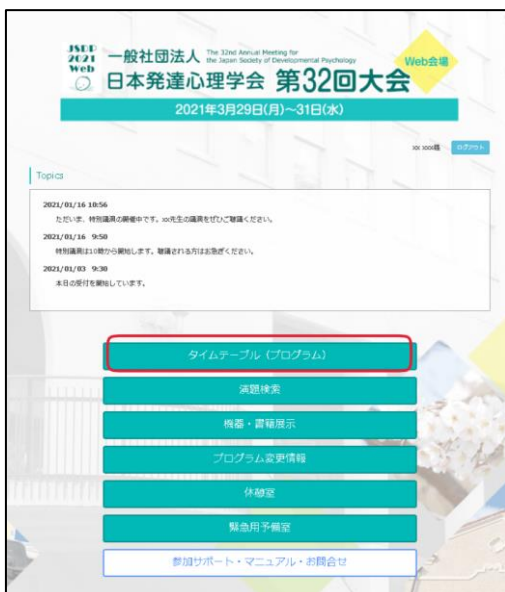 JSDP
2021
Web
一般社団法人 The 32nd Annual Meeting for
the Japan Society of Developmental Psychology
日本発達心理学会 第32回大会
Web会場
2021年3月29日(月)~31日(水)
xx xxx様 ログアウト
Topics
2021/01/16 10:56
ただいま、特別講演の開催中です。xx先生の講演をぜひご聴講ください。
2021/01/16 9:50
特別講演は10時から開始します。聴講される方はお急ぎください。
2021/01/03 9:30
本日の受付を開始しています。
タイムテーブル(プログラム)
演題検索
機器・書籍展示
プログラム変更情報
休憩室
緊急用予備室
参加サポート・マニュアル・お問合せ